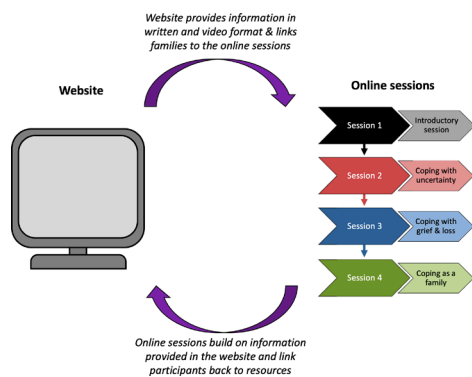 Website provides information in
written and video format & links
families to the online sessions
Website
Online sessions
Session 1
Introductory
session
Session 2
Coping with
uncertainty
Session 3
Coping with
grief & loss
Session 4
Coping as a
family
Online sessions build on information
provided in the website and link
participants back to resources